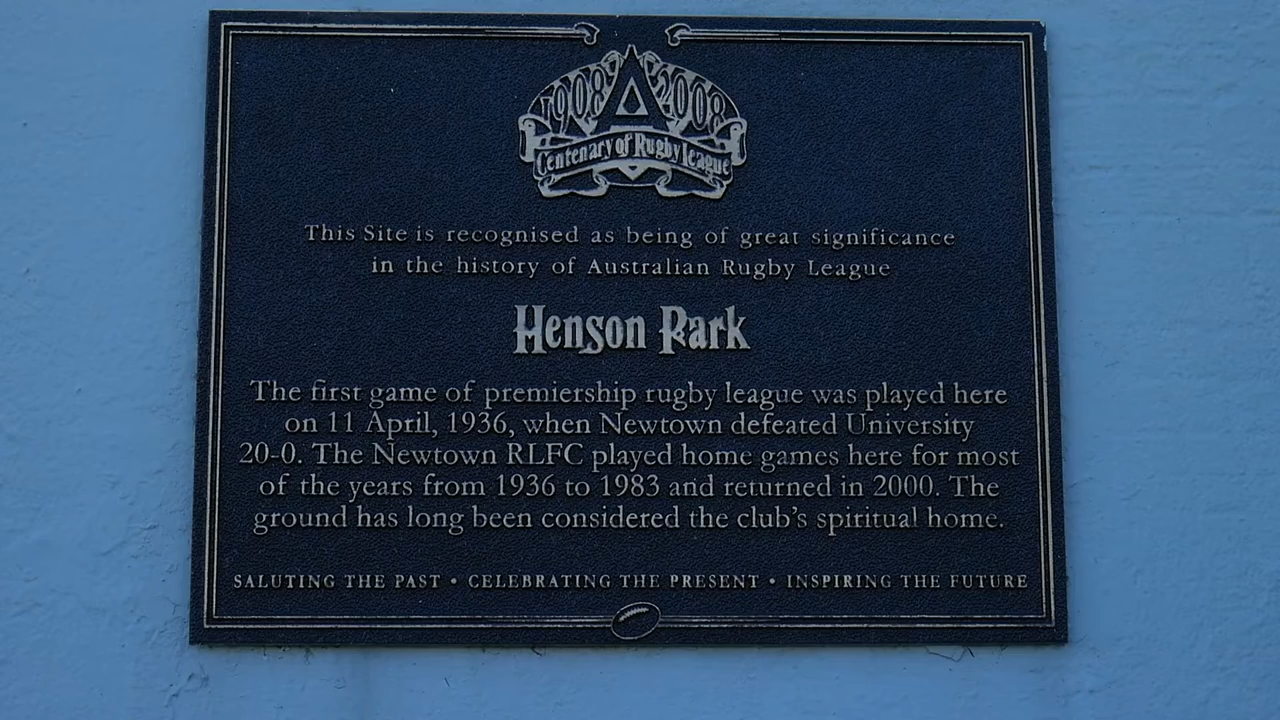 1908 2008
Centenary of Rugby League
This Site is recognised as being of great significance
in the history of Australian Rugby League
Henson Park
The first game of premiership rugby league was played here
on 11 April, 1936, when Newtown defeated University
20-0. The Newtown RLFC played home games here for most
of the years from 1936 to 1983 and returned in 2000. The
ground has long been considered the club's spiritual home.
SALUTING THE PAST • CELEBRATING THE PRESENT • INSPIRING THE FUTURE